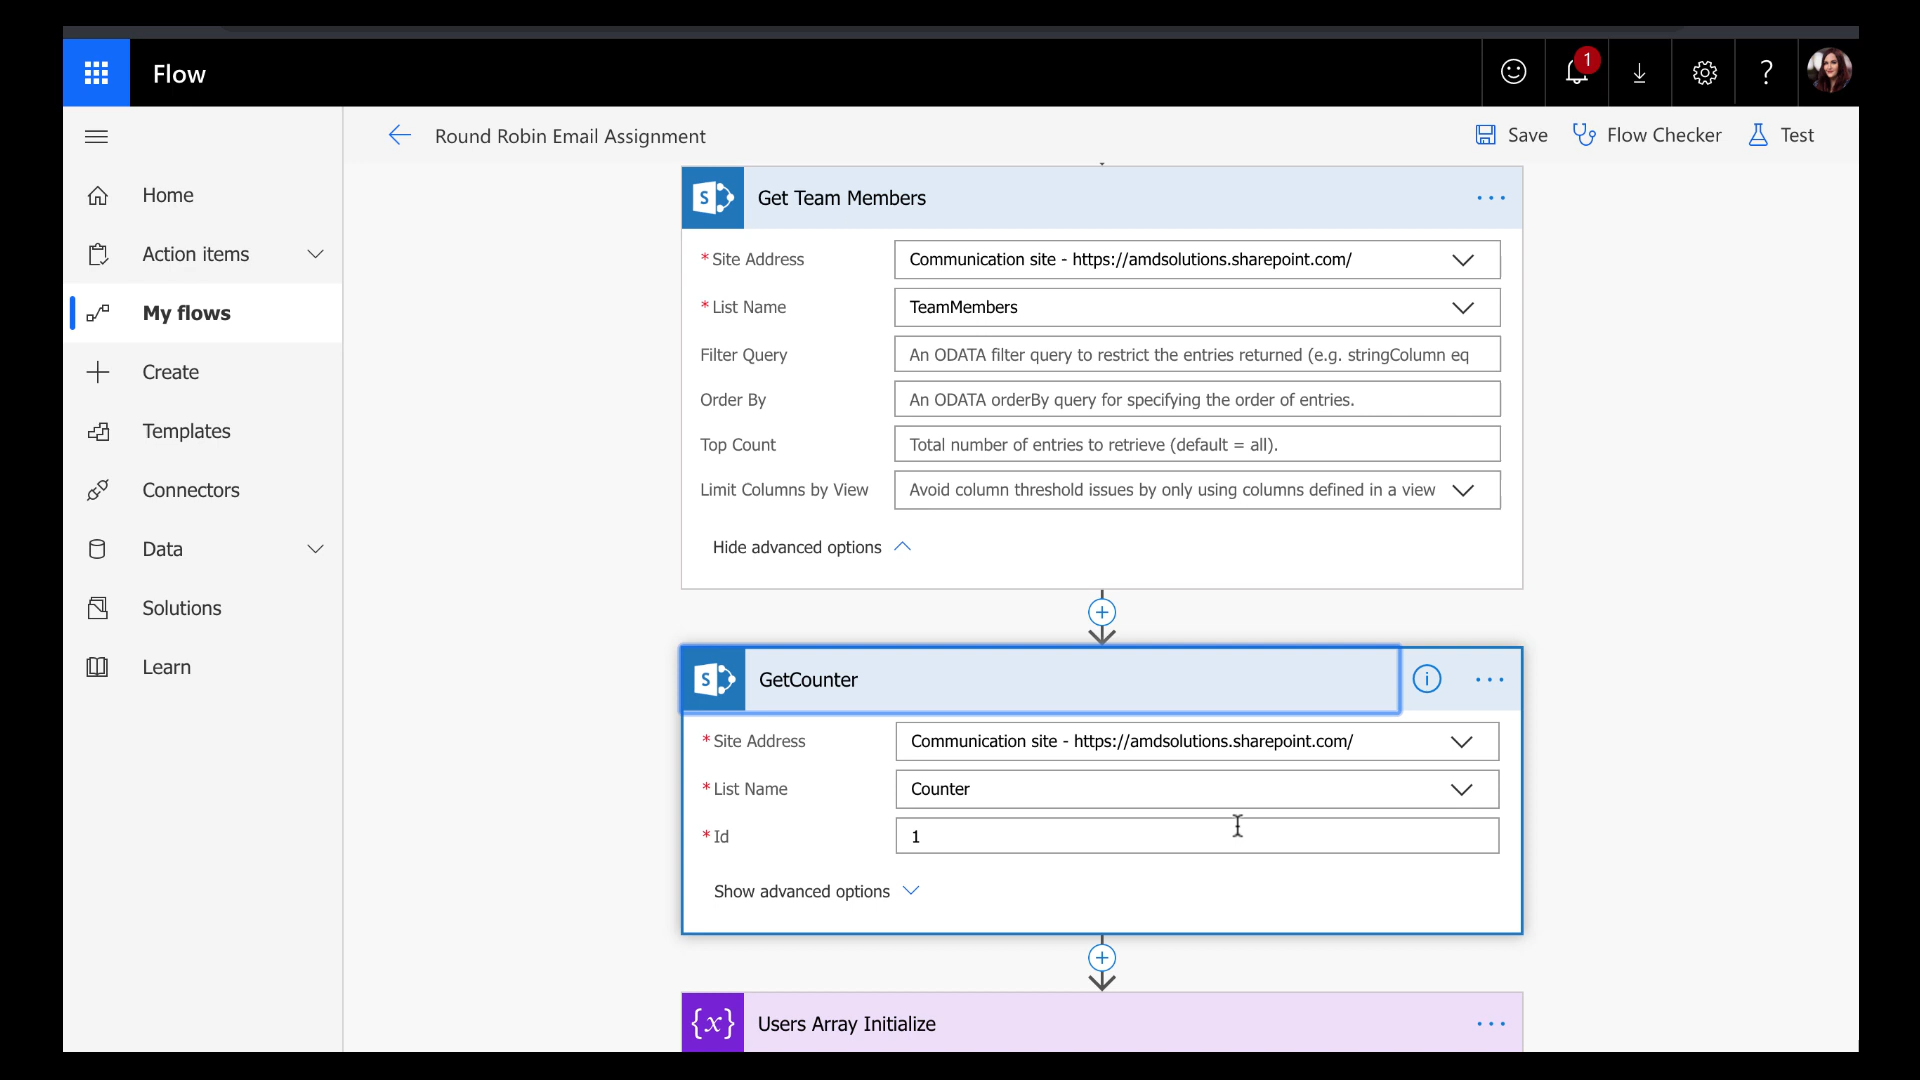 Flow
1
?
Round Robin Email Assignment
Save
Flow Checker
Test
Home
Action items
My flows
Create
Templates
Connectors
Data
Solutions
Learn
S
Get Team Members
* Site Address
Communication site - https://amdsolutions.sharepoint.com/
* List Name
TeamMembers
Filter Query
An ODATA filter query to restrict the entries returned (e.g. stringColumn eq
Order By
An ODATA orderBy query for specifying the order of entries.
Top Count
Total number of entries to retrieve (default = all).
Limit Columns by View
Avoid column threshold issues by only using columns defined in a view
Hide advanced options
S
GetCounter
i
* Site Address
Communication site - https://amdsolutions.sharepoint.com/
* List Name
Counter
* Id
1
Show advanced options
{x}
Users Array Initialize